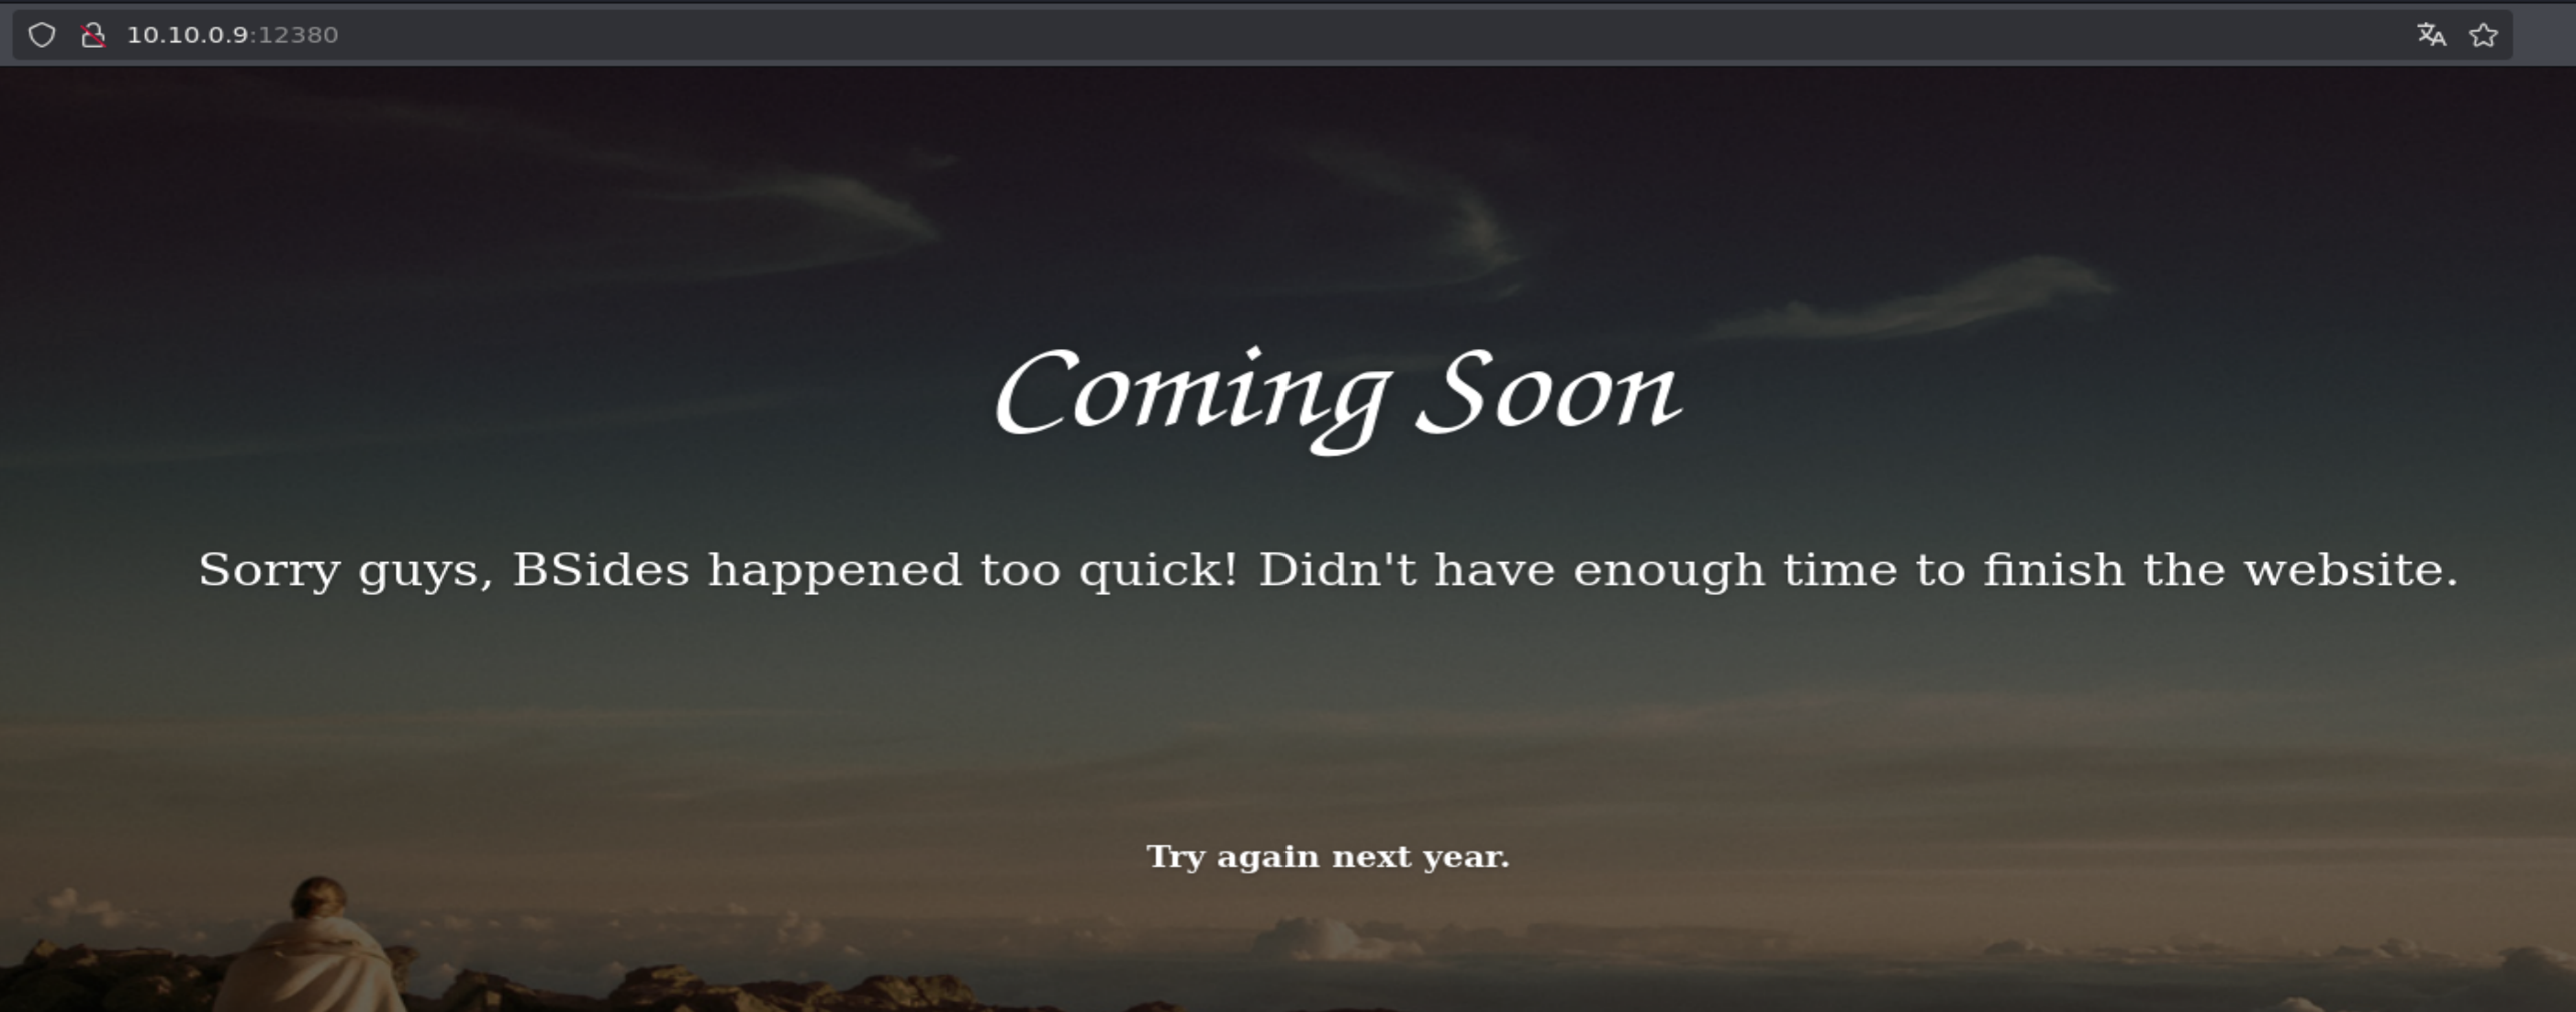 10.10.0.9:12380
Coming Soon
Sorry guys, BSides happened too quick! Didn't have enough time to finish the website.
Try again next year.